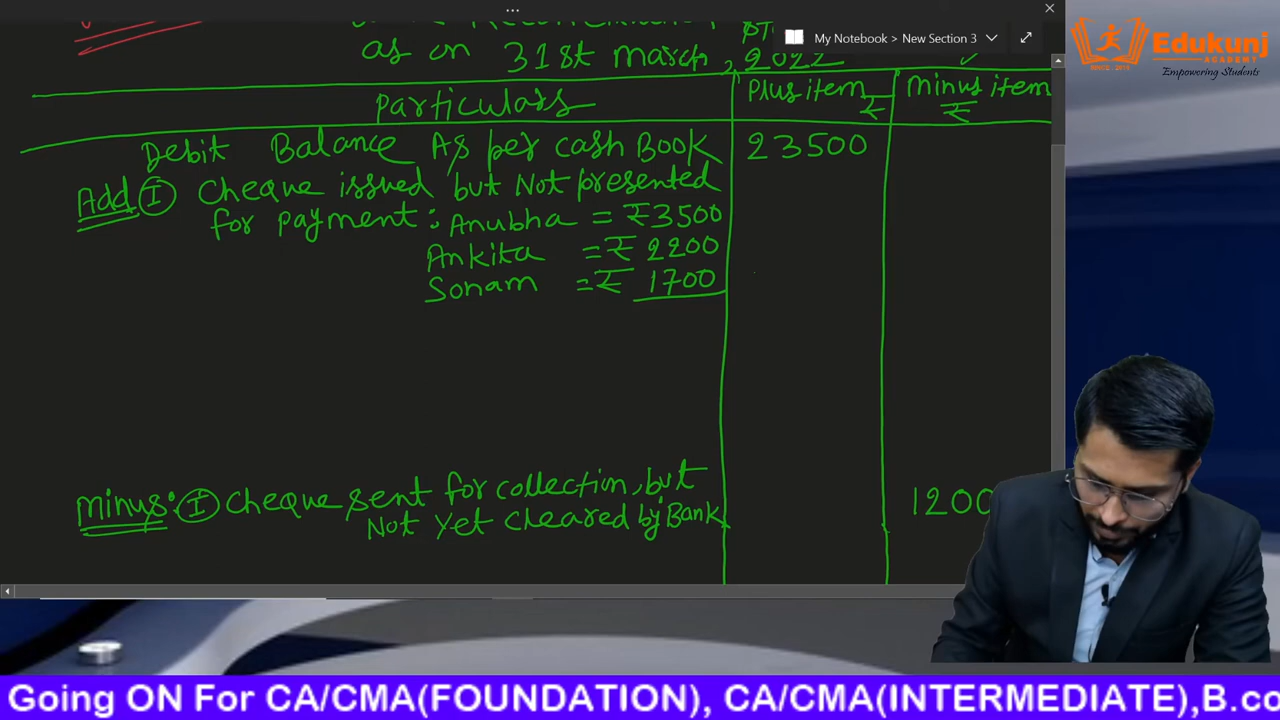 ...
My Notebook > New Section 3
Edukunj
ACADEMY
SINCE - 2015
Empowering Students
as on 31st march, 2022
Particulars
Plus item ₹
minus item ₹
Debit Balance As per cash Book 23500
Add I Cheque issued but Not presented
for payment : Anubha = ₹3500
Ankita = ₹ 2200
Sonam = ₹ 1700
Minus: I Cheque sent for collection, but
Not Yet cleared by Bank
1200
Going ON For CA/CMA(FOUNDATION), CA/CMA(INTERMEDIATE),B.co